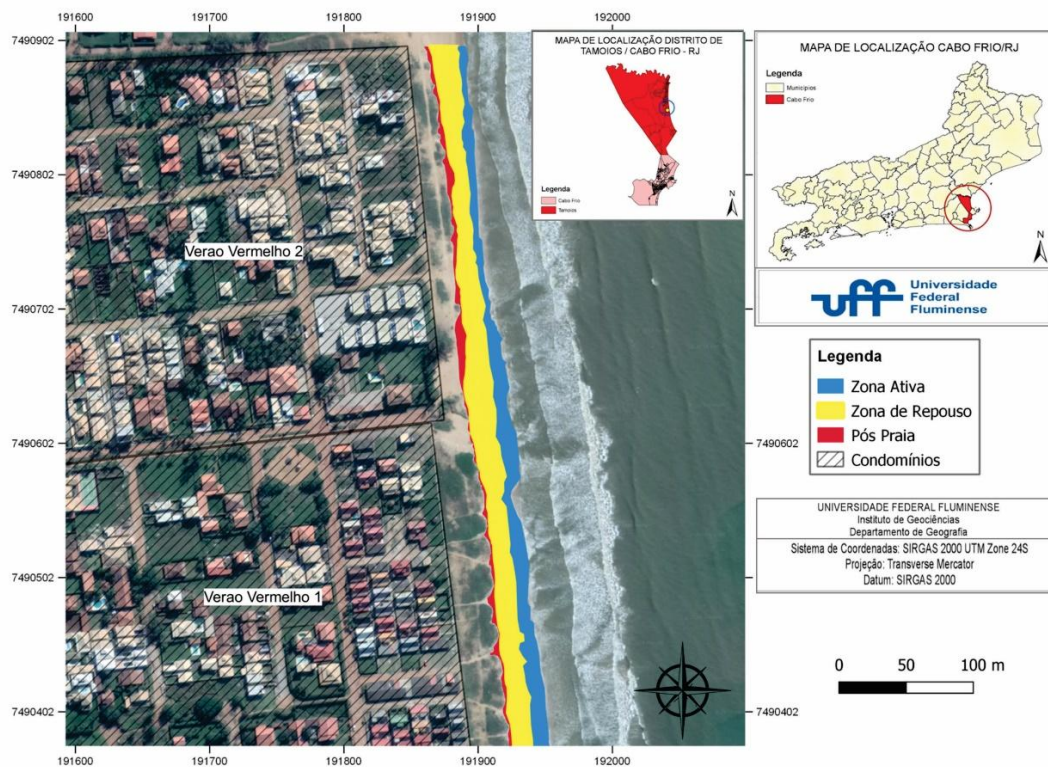 191600
191700
191800
191900
192000
7490902
7490802
7490702
7490602
7490502
7490402
7490602
7490502
7490402
191600
191700
191800
191900
192000
Verao Vermelho 2
Verao Vermelho 1
MAPA DE LOCALIZAÇÃO DISTRITO DE
TAMOIOS / CABO FRIO - RJ
Legenda
Cabo Frio
Tamoios
N
MAPA DE LOCALIZAÇÃO CABO FRIO/RJ
Legenda
Municípios
Cabo Frio
N
uff
Universidade
Federal
Fluminense
Legenda
Zona Ativa
Zona de Repouso
Pós Praia
Condomínios
UNIVERSIDADE FEDERAL FLUMINENSE
Instituto de Geociências
Departamento de Geografia
Sistema de Coordenadas: SIRGAS 2000 UTM Zone 24S
Projeção: Transverse Mercator
Datum: SIRGAS 2000
0 50 100 m